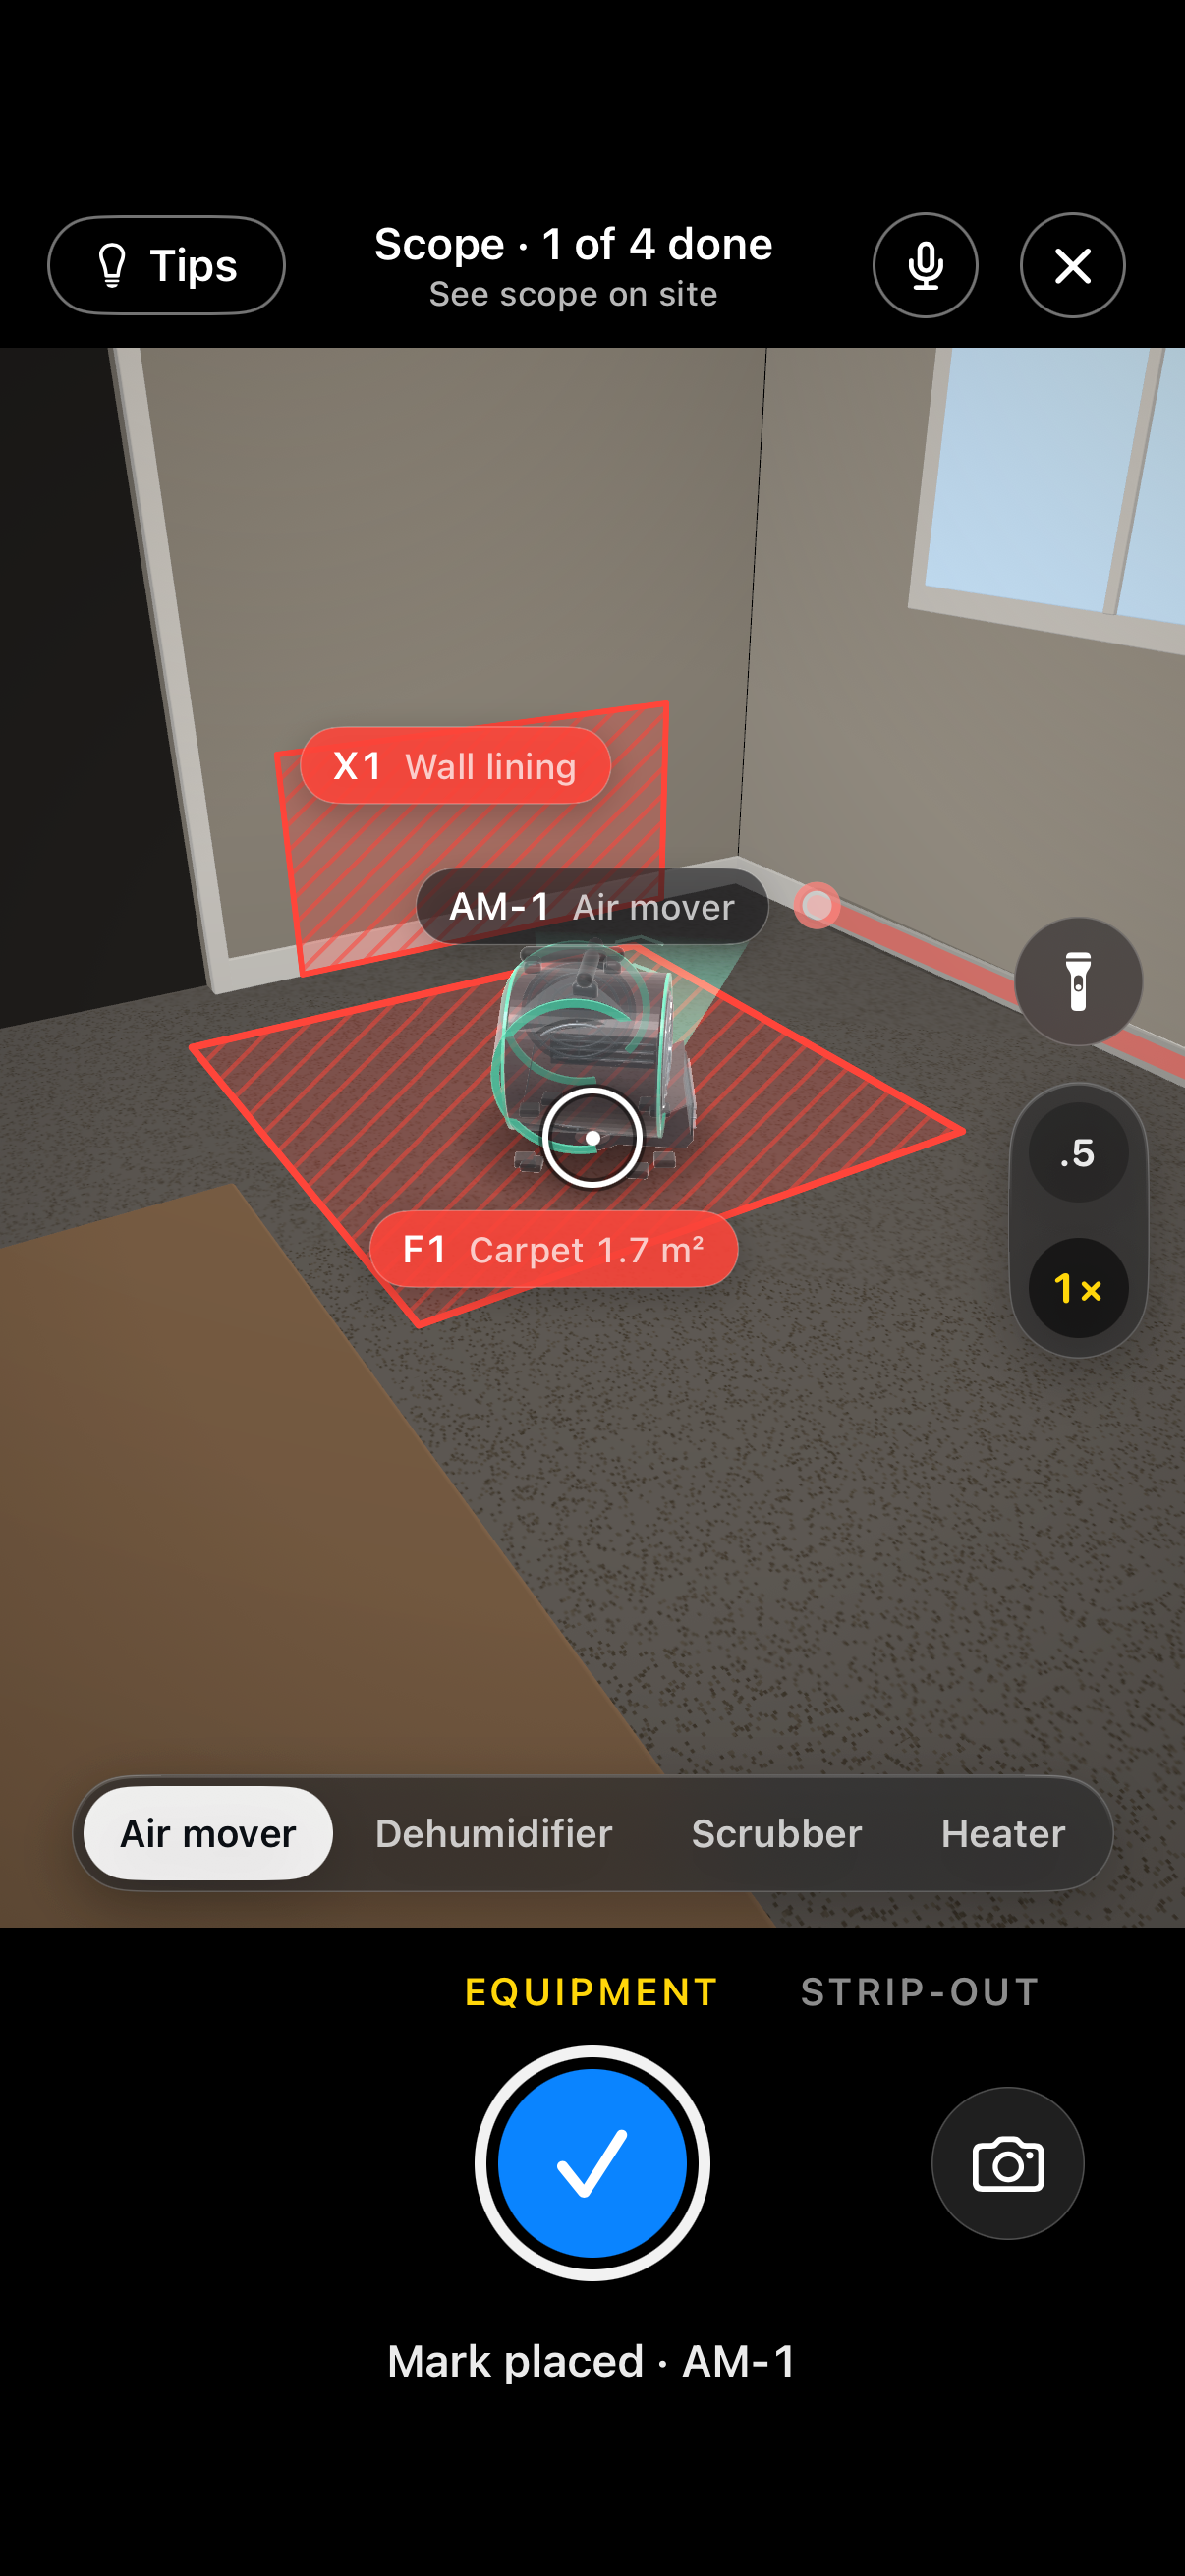 Tips
Scope · 1 of 4 done
See scope on site
X1 Wall lining
AM-1 Air mover
F1 Carpet 1.7 m²
.5
1×
Air mover
Dehumidifier
Scrubber
Heater
EQUIPMENT
STRIP-OUT
Mark placed · AM-1